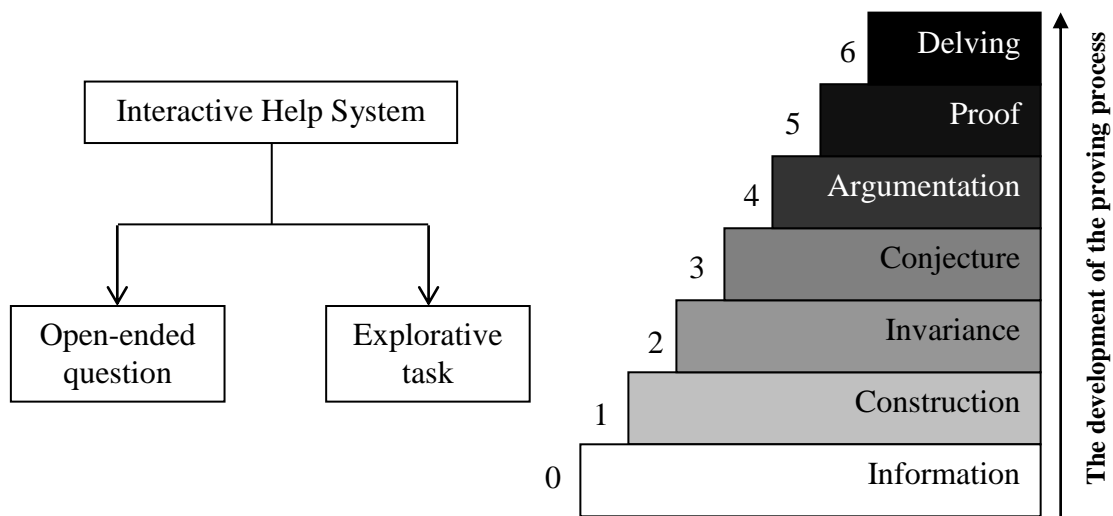 Interactive Help System
Open-ended
question
Explorative
task
6
Delving
5
Proof
4
Argumentation
3
Conjecture
2
Invariance
1
Construction
0
Information
The development of the proving process